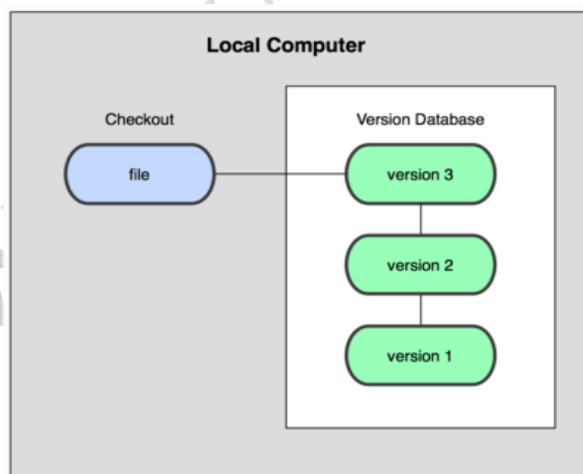 Local Computer
Checkout
Version Database
file
version 3
version 2
version 1